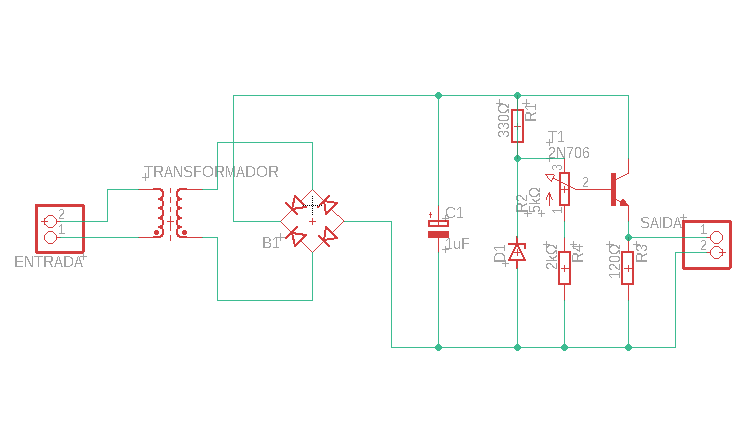 ENTRADA
2
1
TRANSFORMADOR
B1
C1
1uF
330Ω
R1
D1
R2
5kΩ
3
1
2
T1
2N706
2kΩ
R4
120Ω
R3
SAIDA
1
2